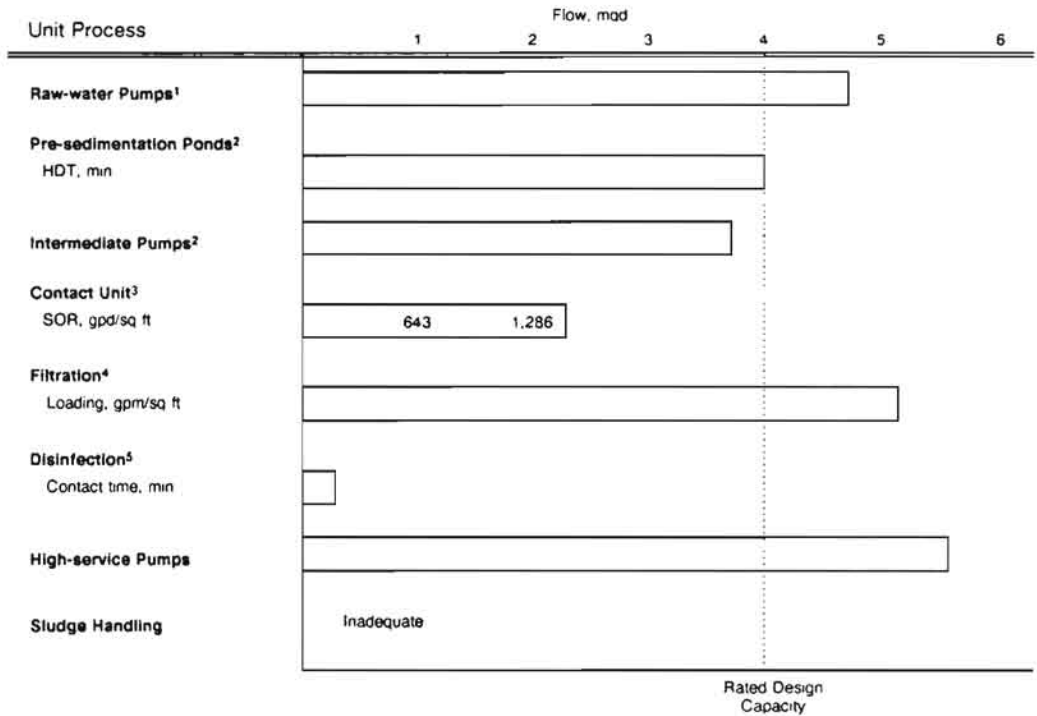 Flow, mgd
Unit Process
1 2 3 4 5 6
Raw-water Pumps¹
Pre-sedimentation Ponds²
HDT, min
Intermediate Pumps²
Contact Unit³
SOR, gpd/sq ft 643 1,286
Filtration⁴
Loading, gpm/sq ft
Disinfection⁵
Contact time, min
High-service Pumps
Sludge Handling Inadequate
Rated Design
Capacity